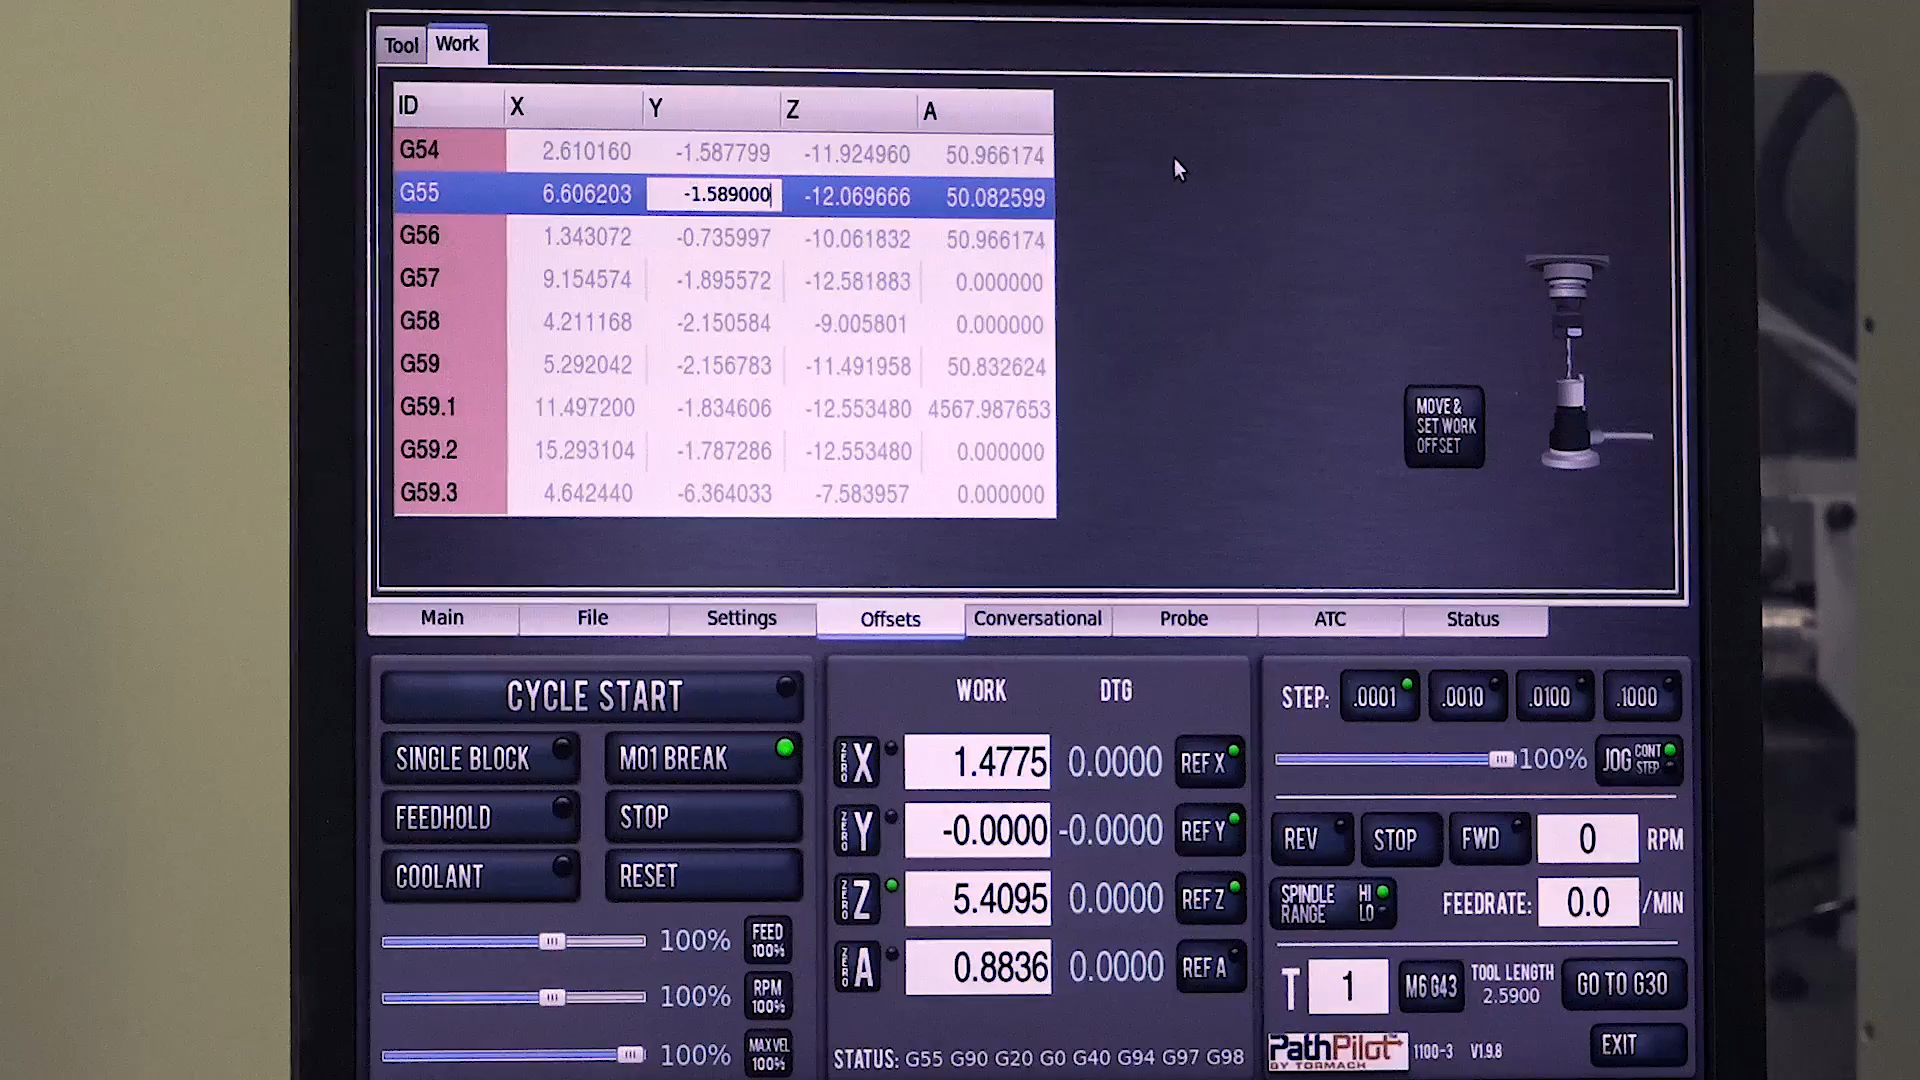 Tool Work
ID X Y Z A
G54 2.610160 -1.587799 -11.924960 50.966174
G55 6.606203 -1.589000 -12.069666 50.082599
G56 1.343072 -0.735997 -10.061832 50.966174
G57 9.154574 -1.895572 -12.581883 0.000000
G58 4.211168 -2.150584 -9.005801 0.000000
G59 5.292042 -2.156783 -11.491958 50.832624
G59.1 11.497200 -1.834606 -12.553480 4567.987653
G59.2 15.293104 -1.787286 -12.553480 0.000000
G59.3 4.642440 -6.364033 -7.583957 0.000000
MOVE &
SET WORK
OFFSET
Main File Settings Offsets Conversational Probe ATC Status
CYCLE START
SINGLE BLOCK M01 BREAK
FEEDHOLD STOP
COOLANT RESET
100% FEED 100%
100% RPM 100%
100% MAX VEL 100%
WORK DTG
ZERO X 1.4775 0.0000 REF X
ZERO Y -0.0000 -0.0000 REF Y
ZERO Z 5.4095 0.0000 REF Z
ZERO A 0.8836 0.0000 REF A
STATUS: G55 G90 G20 G0 G40 G94 G97 G98
STEP: .0001 .0010 .0100 .1000
100% JOG CONT STEP
REV STOP FWD 0 RPM
SPINDLE RANGE HI LO FEEDRATE: 0.0 /MIN
T 1 M6 G43 TOOL LENGTH 2.5900 GO TO G30
PathPilot™ BY TORMACH 1100-3 V1.9.8 EXIT